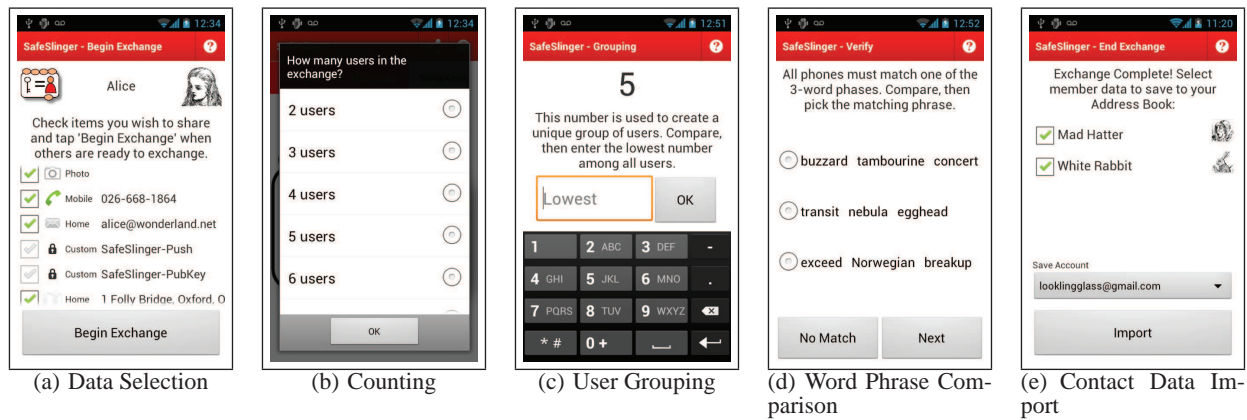 12:34
SafeSlinger - Begin Exchange ?
Alice
Check items you wish to share
and tap 'Begin Exchange' when
others are ready to exchange.
Photo
Mobile 026-668-1864
Home alice@wonderland.net
Custom SafeSlinger-Push
Custom SafeSlinger-PubKey
Home 1 Folly Bridge, Oxford, O
Begin Exchange
(a) Data Selection
12:34
How many users in the
exchange?
2 users
3 users
4 users
5 users
6 users
OK
(b) Counting
12:51
SafeSlinger - Grouping ?
5
This number is used to create a
unique group of users. Compare,
then enter the lowest number
among all users.
Lowest OK
1 2 ABC 3 DEF -
4 GHI 5 JKL 6 MNO .
7 PQRS 8 TUV 9 WXYZ
* # 0 +
(c) User Grouping
12:52
SafeSlinger - Verify ?
All phones must match one of the
3-word phases. Compare, then
pick the matching phrase.
buzzard tambourine concert
transit nebula egghead
exceed Norwegian breakup
No Match Next
(d) Word Phrase Com-
parison
11:20
SafeSlinger - End Exchange ?
Exchange Complete! Select
member data to save to your
Address Book:
Mad Hatter
White Rabbit
Save Account
looklingglass@gmail.com
Import
(e) Contact Data Im-
port